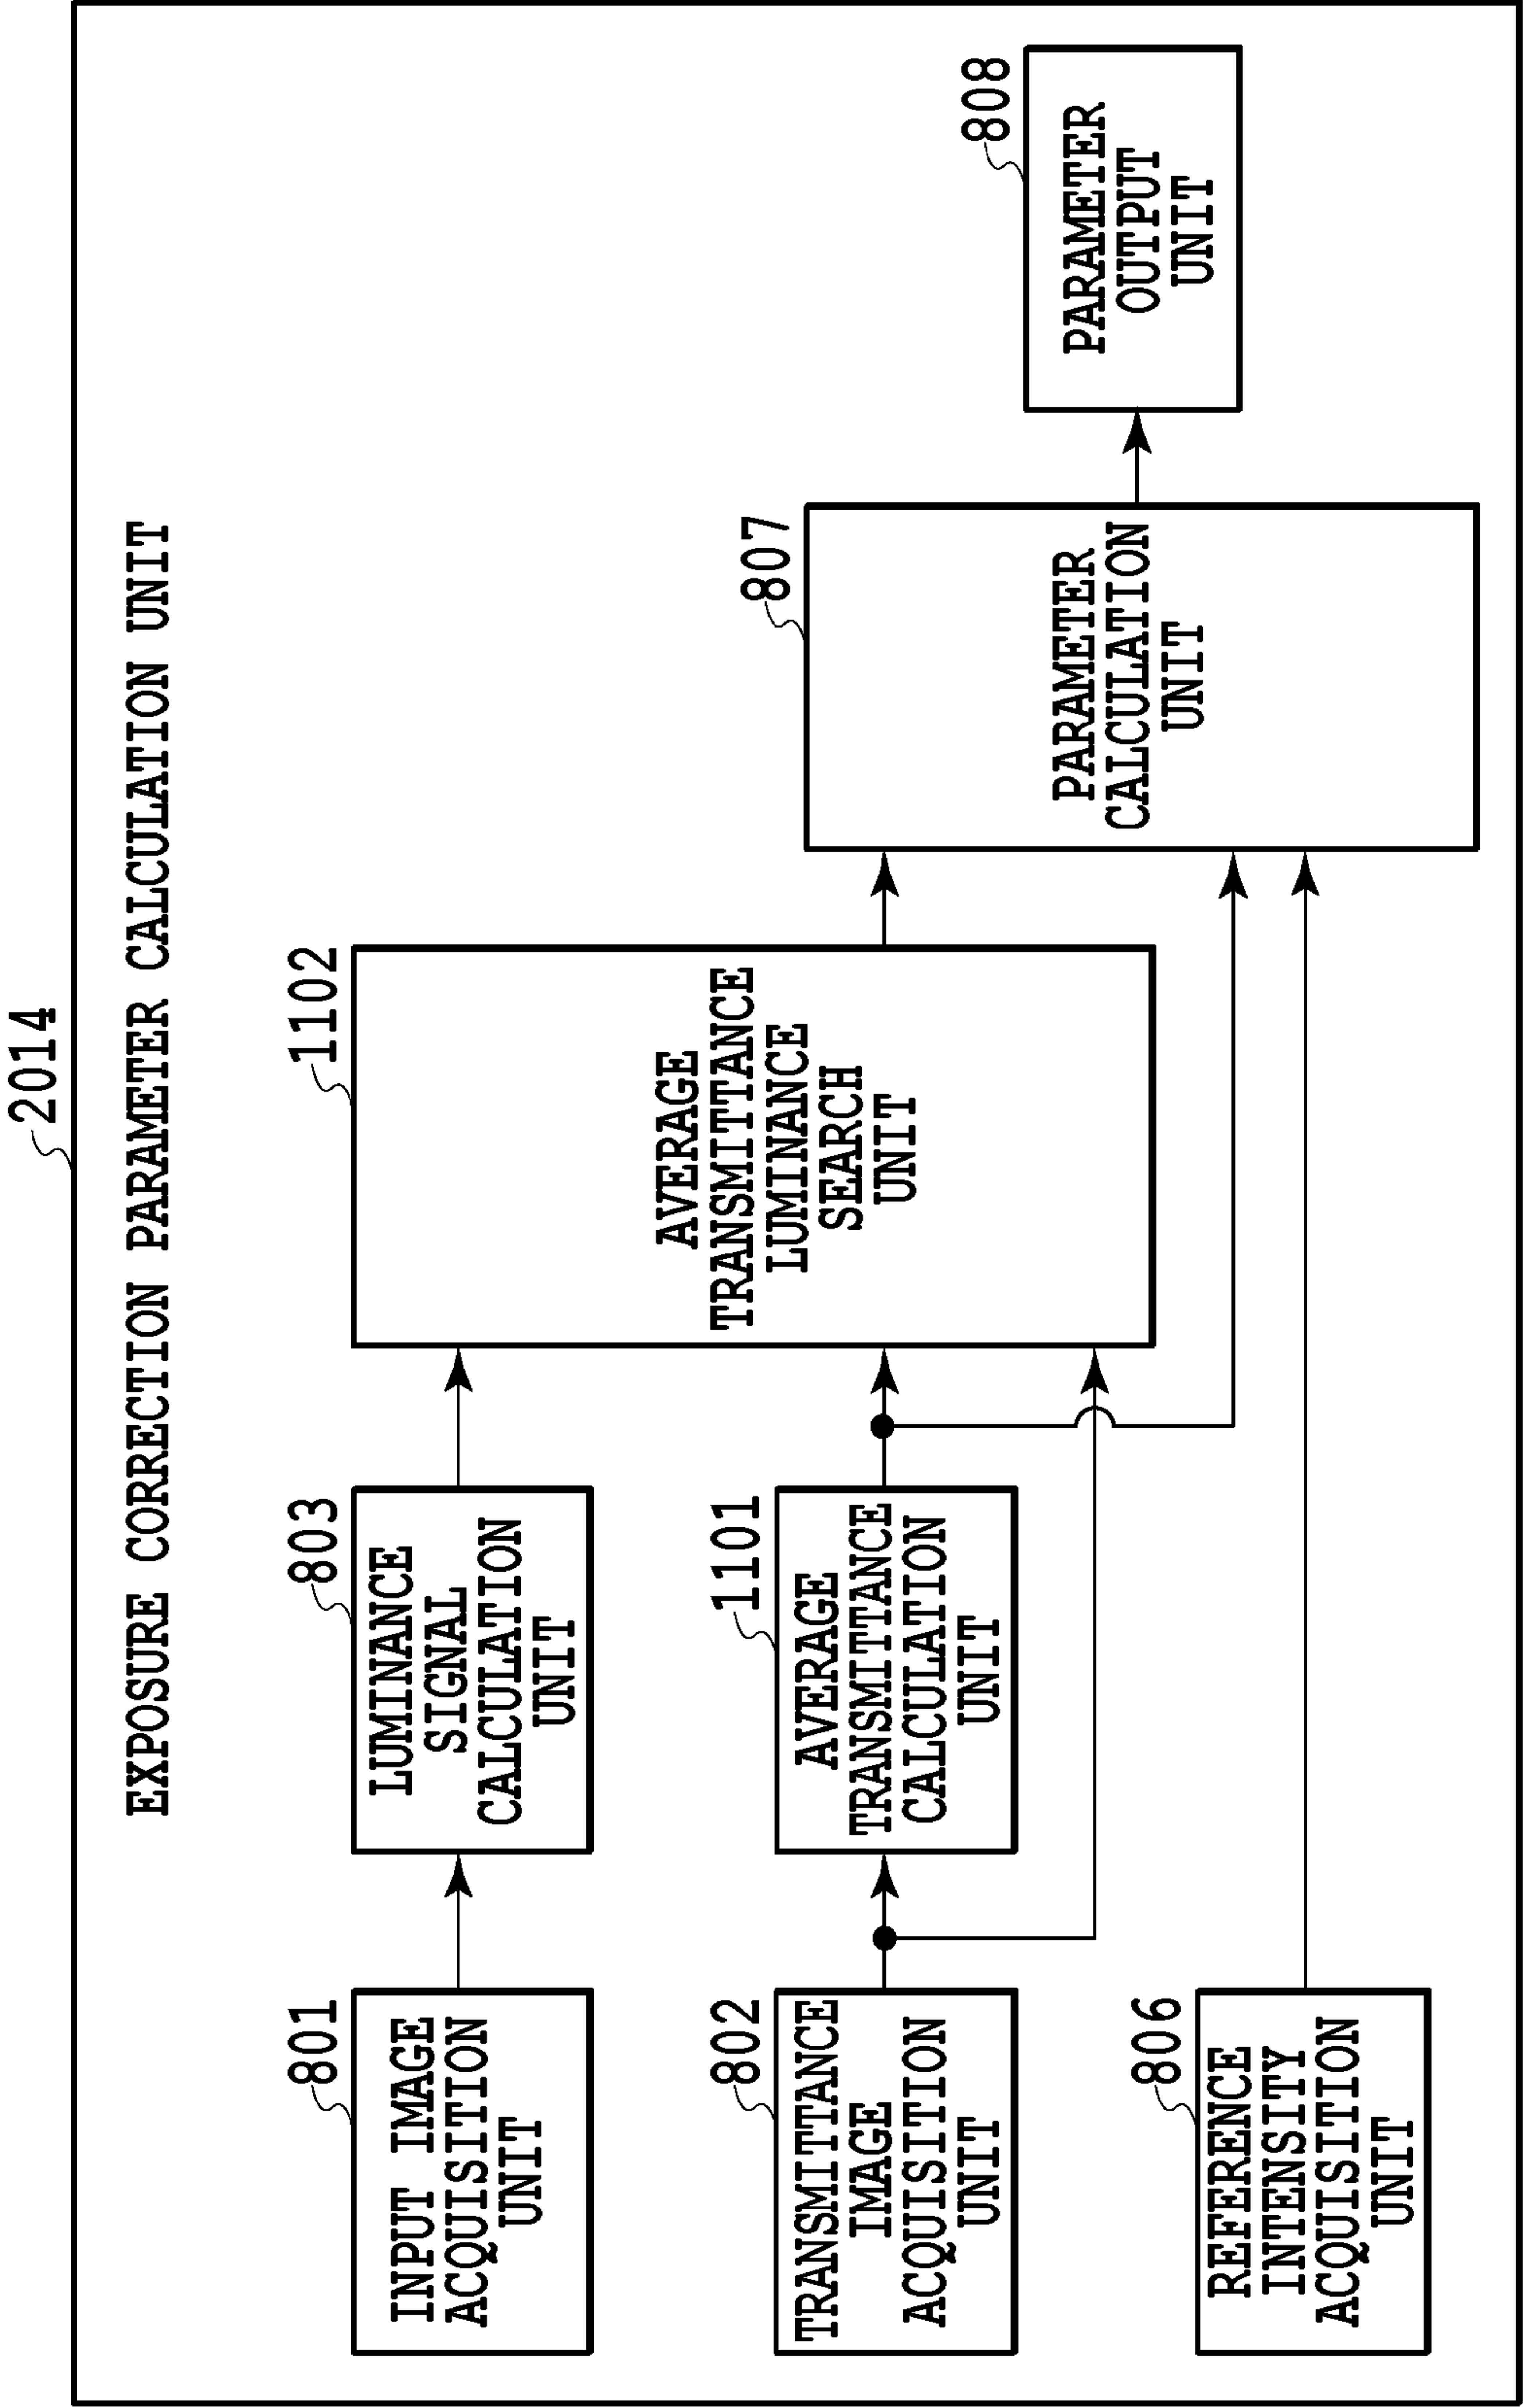 2014
EXPOSURE CORRECTION PARAMETER CALCULATION UNIT
801
INPUT IMAGE
ACQUISITION
UNIT
803
LUMINANCE
SIGNAL
CALCULATION
UNIT
1102
AVERAGE
TRANSMITTANCE
LUMINANCE
SEARCH
UNIT
802
TRANSMITTANCE
IMAGE
ACQUISITION
UNIT
1101
AVERAGE
TRANSMITTANCE
CALCULATION
UNIT
807
PARAMETER
CALCULATION
UNIT
808
PARAMETER
OUTPUT
UNIT
806
REFERENCE
INTENSITY
ACQUISITION
UNIT